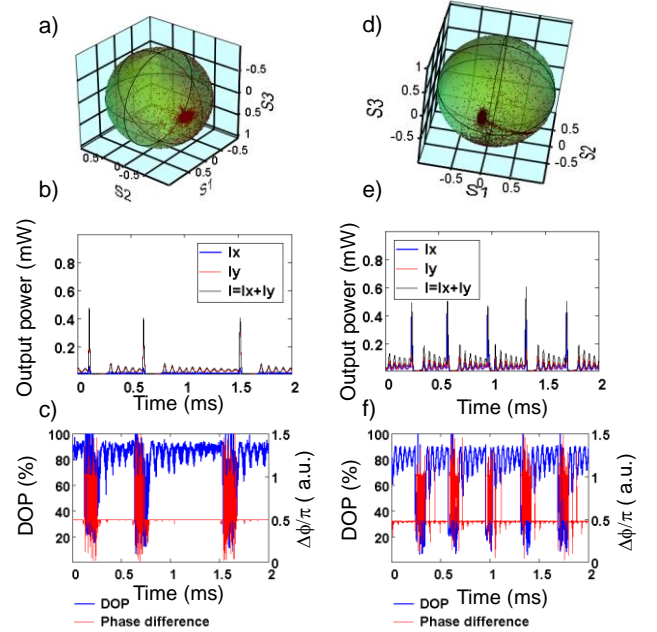 a)
-0.5
0
0.5
1
S3
0.5
0
-0.5
S2
-0.5
0
0.5
S1
d)
S3
1
0.5
0
-0.5
-0.5
0
0.5
S1
0.5
0
-0.5
S2
b)
Output power (mW)
0.8
0.6
0.4
0.2
Ix
Iy
I=Ix+Iy
0 0.5 1 1.5 2
Time (ms)
e)
Output power (mW)
0.8
0.6
0.4
0.2
Ix
Iy
I=Ix+Iy
0 0.5 1 1.5 2
Time (ms)
c)
DOP (%)
100
80
60
40
20
1.5
1
0.5
0
Δϕ/π ( a.u.)
0 0.5 1 1.5 2
Time (ms)
DOP
Phase difference
f)
DOP (%)
100
80
60
40
20
1.5
1
0.5
0
Δϕ/π ( a.u.)
0 0.5 1 1.5 2
Time (ms)
DOP
Phase difference